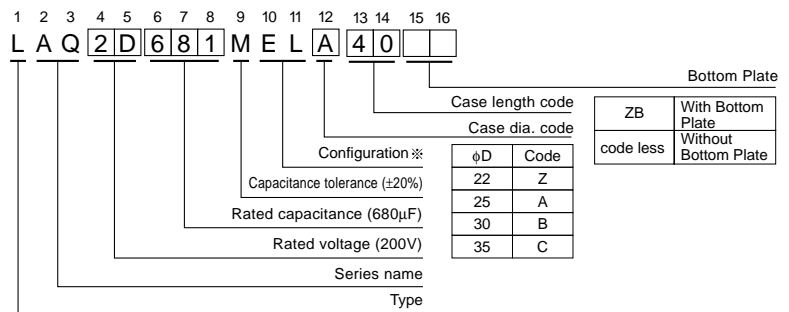 1 2 3 4 5 6 7 8 9 10 11 12 13 14 15 16
L A Q 2 D 6 8 1 M E L A 4 0
Bottom Plate
ZB With Bottom Plate
code less Without Bottom Plate
Case length code
Case dia. code
φD Code
22 Z
25 A
30 B
35 C
Configuration ※
Capacitance tolerance (±20%)
Rated capacitance (680µF)
Rated voltage (200V)
Series name
Type